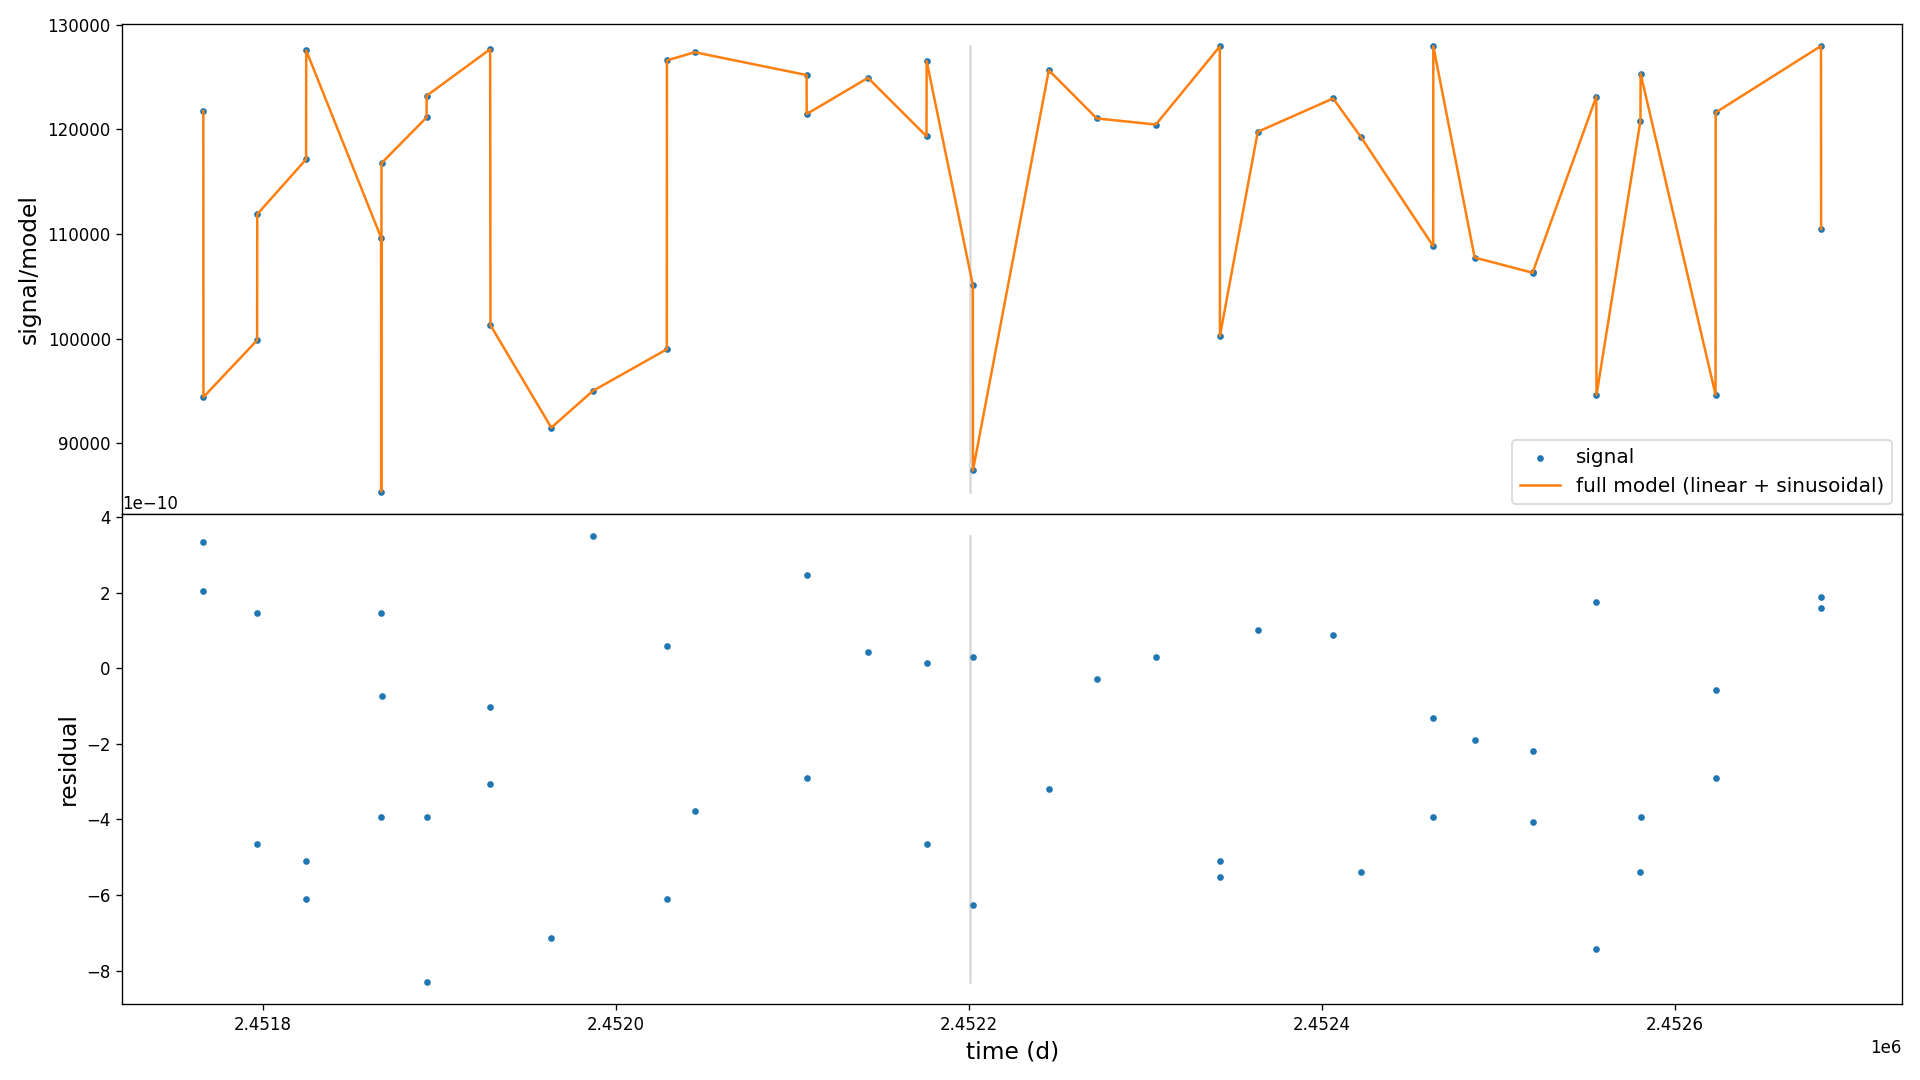 130000
120000
110000
100000
90000
signal/model
signal
full model (linear + sinusoidal)
1e−10
4
2
0
−2
−4
−6
−8
residual
2.4518
2.4520
2.4522
2.4524
2.4526
time (d)
1e6